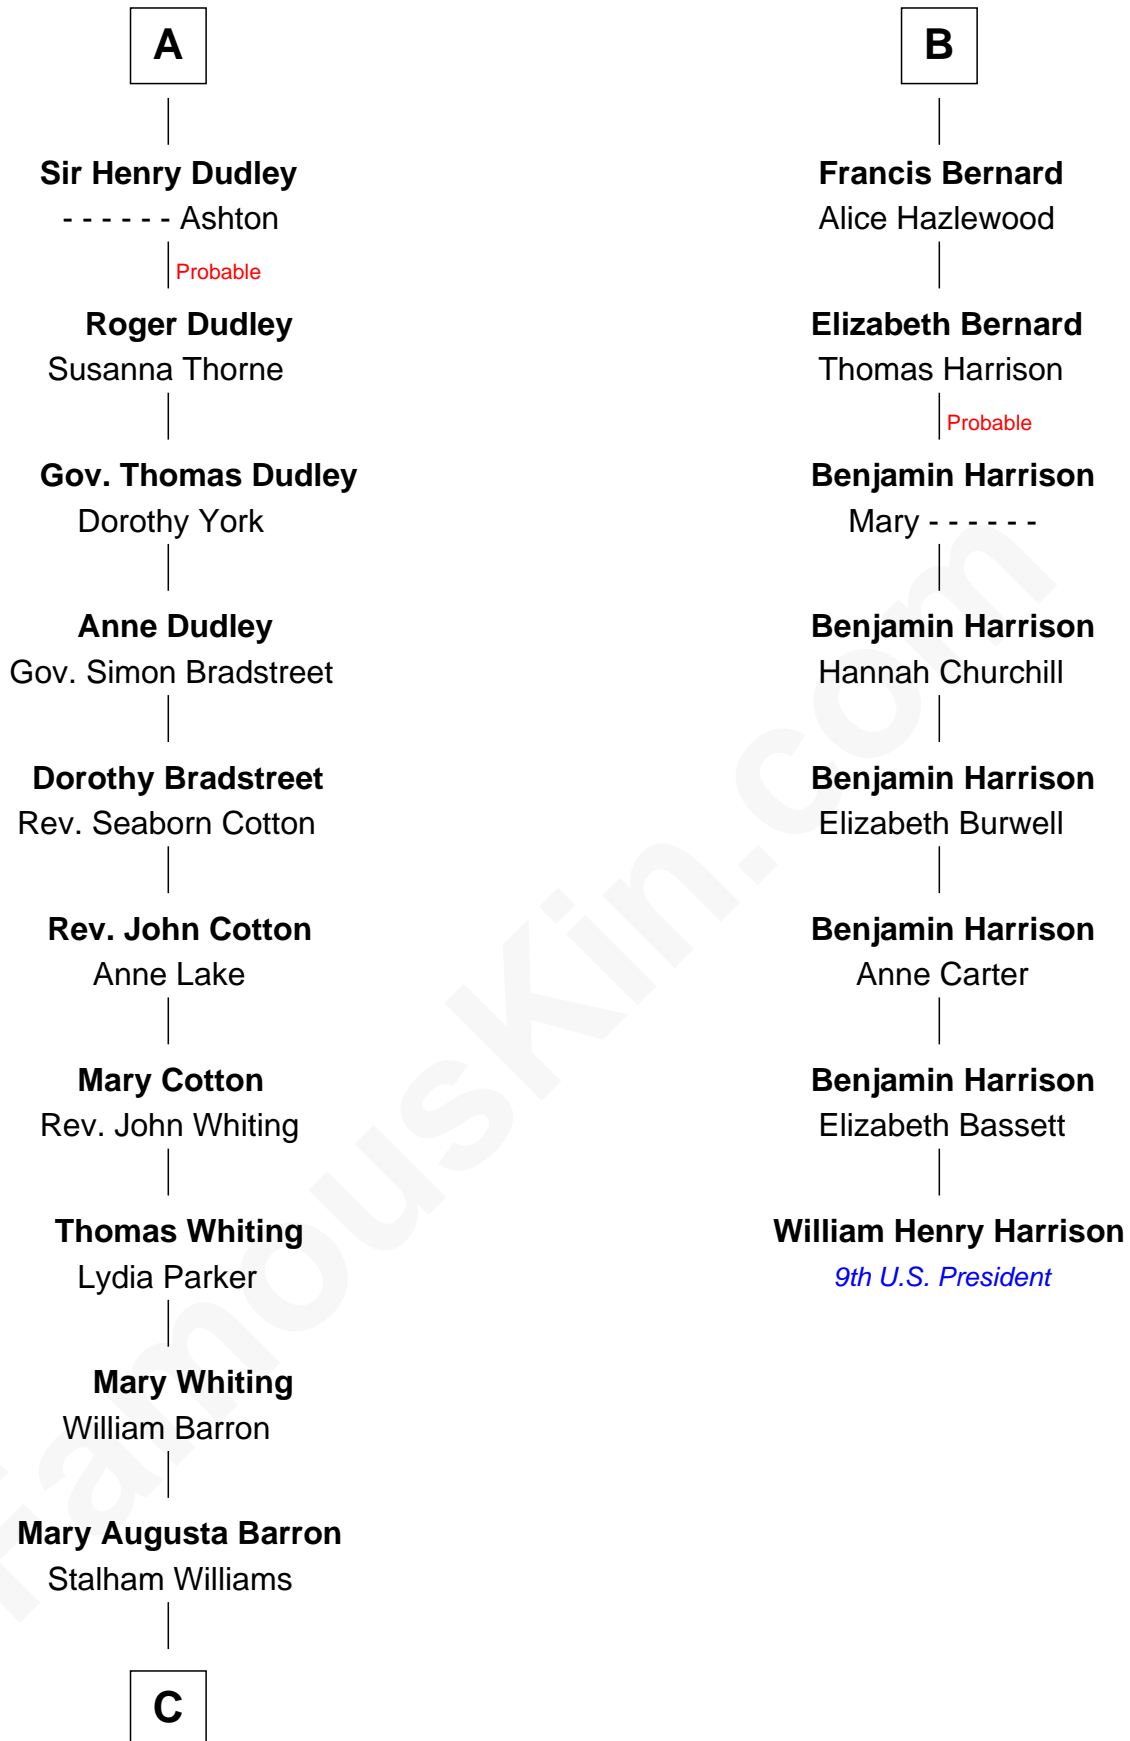 A
Sir Henry Dudley
- - - - - - Ashton
Probable
Roger Dudley
Susanna Thorne
Gov. Thomas Dudley
Dorothy York
Anne Dudley
Gov. Simon Bradstreet
Dorothy Bradstreet
Rev. Seaborn Cotton
Rev. John Cotton
Anne Lake
Mary Cotton
Rev. John Whiting
Thomas Whiting
Lydia Parker
Mary Whiting
William Barron
Mary Augusta Barron
Stalham Williams
C
B
Francis Bernard
Alice Hazlewood
Elizabeth Bernard
Thomas Harrison
Probable
Benjamin Harrison
Mary - - - - - -
Benjamin Harrison
Hannah Churchill
Benjamin Harrison
Elizabeth Burwell
Benjamin Harrison
Anne Carter
Benjamin Harrison
Elizabeth Bassett
William Henry Harrison
9th U.S. President
FamousKin.com